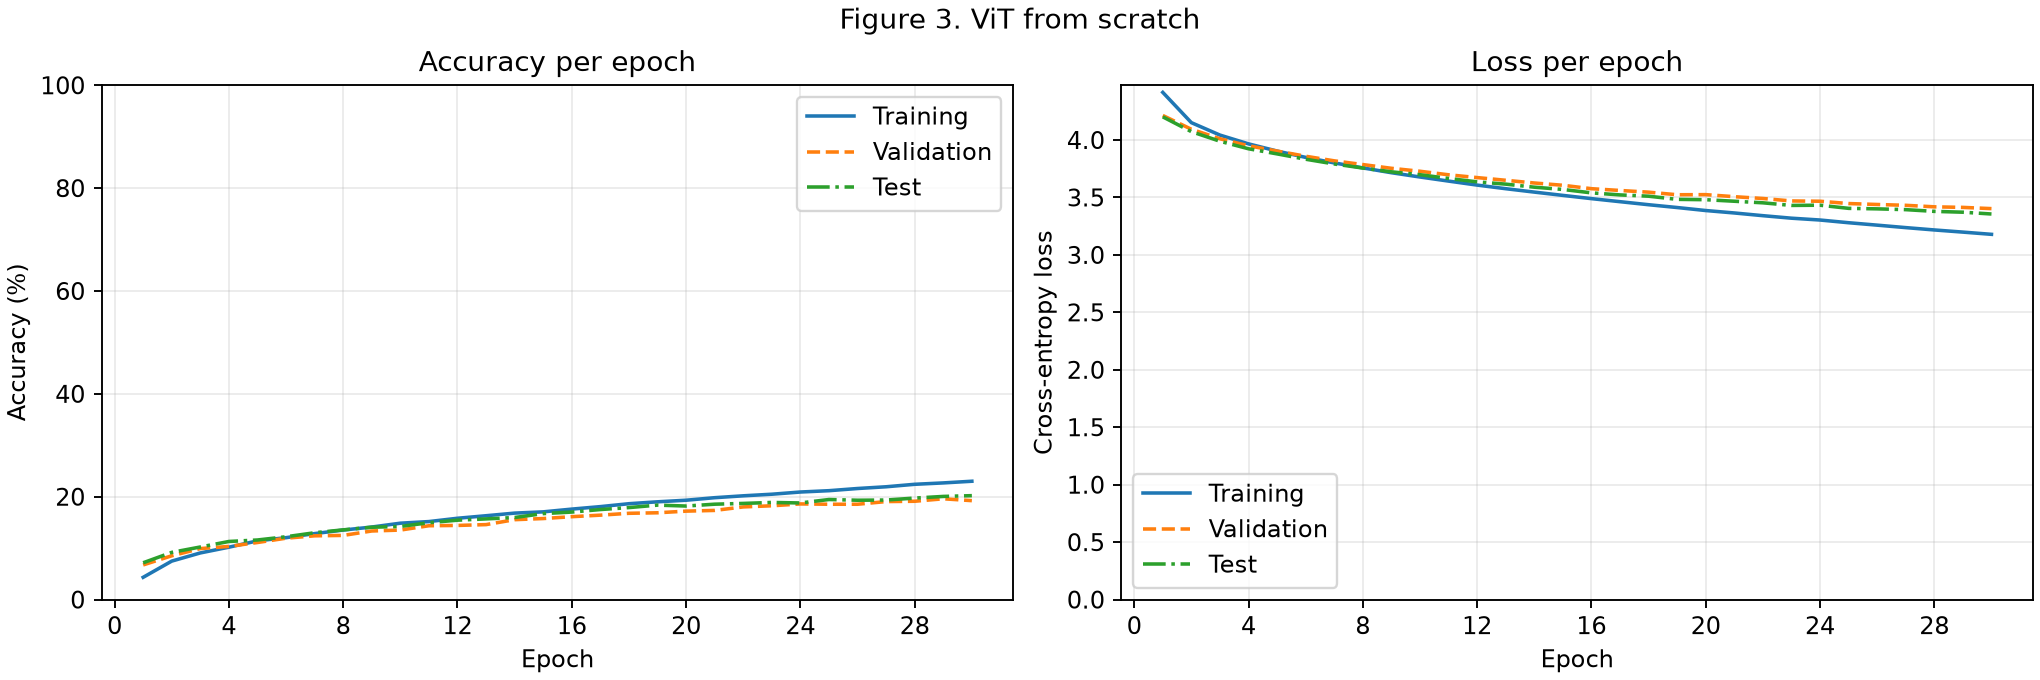 Figure 3. ViT from scratch
Accuracy per epoch
100
80
60
40
20
0
Accuracy (%)
Training
Validation
Test
0 4 8 12 16 20 24 28
Epoch
Loss per epoch
4.0
3.5
3.0
2.5
2.0
1.5
1.0
0.5
0.0
Cross-entropy loss
Training
Validation
Test
0 4 8 12 16 20 24 28
Epoch